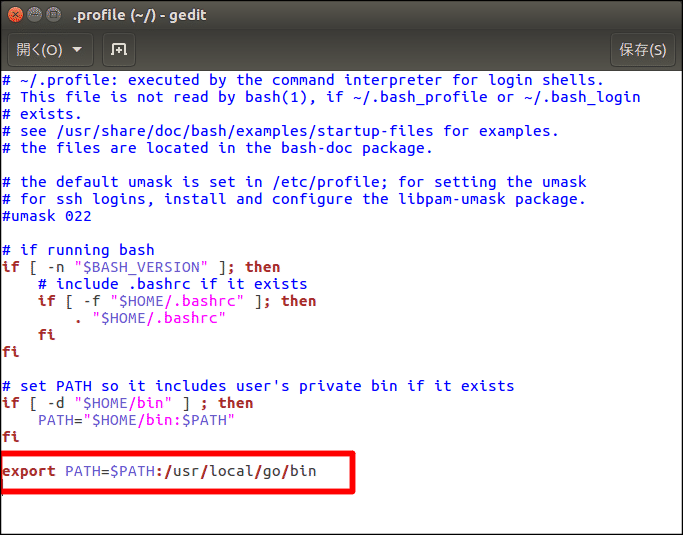 .profile (~/) - gedit
開く(O)
保存(S)
# ~/.profile: executed by the command interpreter for login shells.
# This file is not read by bash(1), if ~/.bash_profile or ~/.bash_login
# exists.
# see /usr/share/doc/bash/examples/startup-files for examples.
# the files are located in the bash-doc package.

# the default umask is set in /etc/profile; for setting the umask
# for ssh logins, install and configure the libpam-umask package.
#umask 022

# if running bash
if [ -n "$BASH_VERSION" ]; then
    # include .bashrc if it exists
    if [ -f "$HOME/.bashrc" ]; then
        . "$HOME/.bashrc"
    fi
fi

# set PATH so it includes user's private bin if it exists
if [ -d "$HOME/bin" ] ; then
    PATH="$HOME/bin:$PATH"
fi

export PATH=$PATH:/usr/local/go/bin